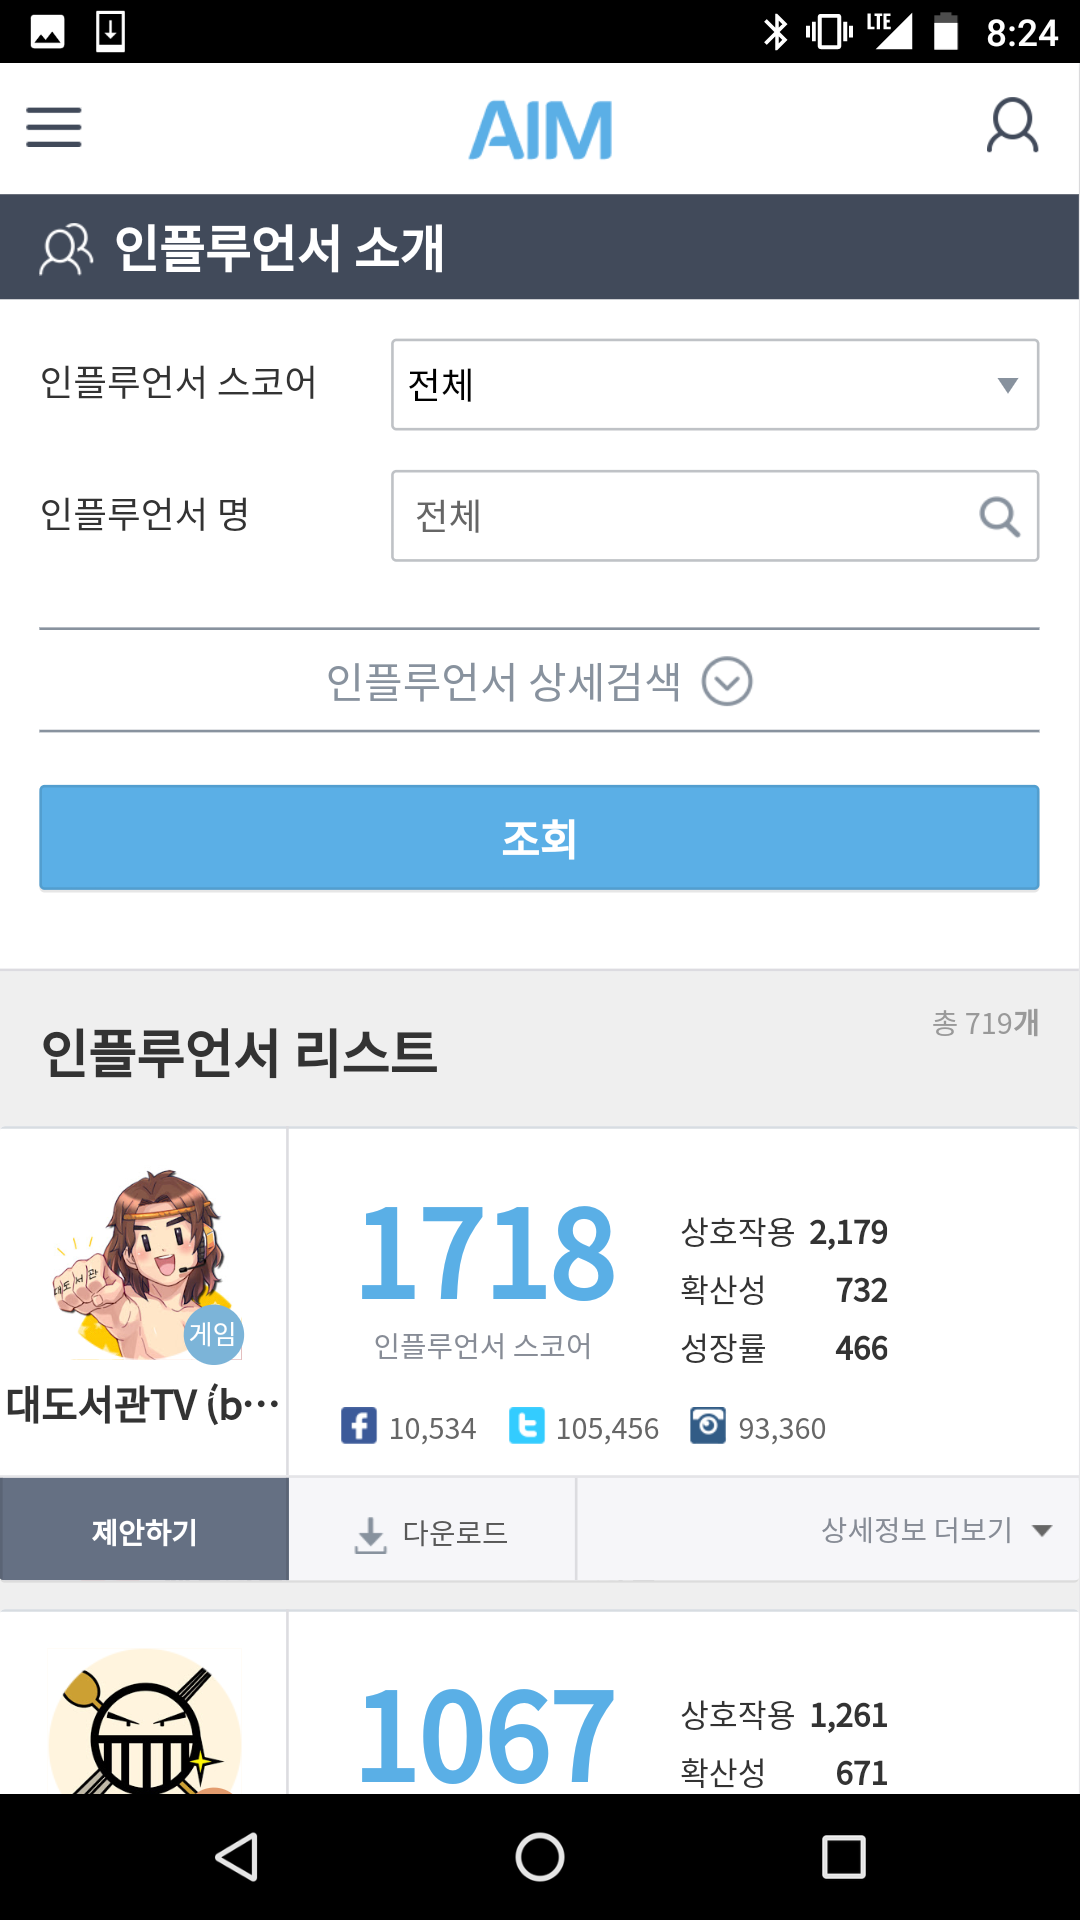 LTE 8:24
AIM
인플루언서 소개
인플루언서 스코어 전체
인플루언서 명 전체
인플루언서 상세검색
조회
총 719개
인플루언서 리스트
1718
인플루언서 스코어
상호작용 2,179
확산성 732
성장률 466
대도서관
게임
대도서관TV (b⋯
10,534 105,456 93,360
제안하기 다운로드 상세정보 더보기
1067
상호작용 1,261
확산성 671